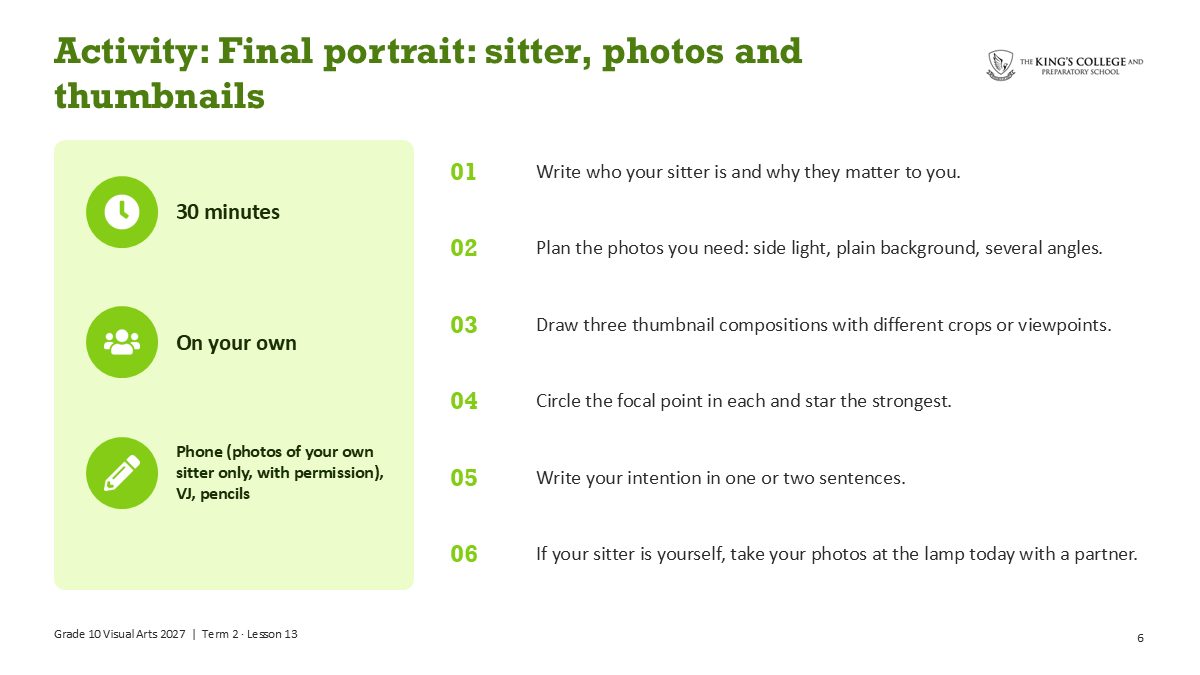 Activity: Final portrait: sitter, photos and
thumbnails
THE KING'S COLLEGE AND
PREPARATORY SCHOOL
30 minutes
On your own
Phone (photos of your own
sitter only, with permission),
VJ, pencils
01 Write who your sitter is and why they matter to you.
02 Plan the photos you need: side light, plain background, several angles.
03 Draw three thumbnail compositions with different crops or viewpoints.
04 Circle the focal point in each and star the strongest.
05 Write your intention in one or two sentences.
06 If your sitter is yourself, take your photos at the lamp today with a partner.
Grade 10 Visual Arts 2027 | Term 2 · Lesson 13
6